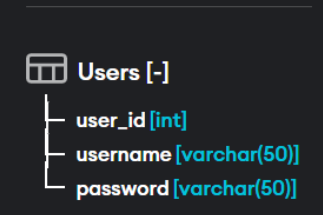 Users [-]
user_id [int]
username [varchar(50)]
password [varchar(50)]